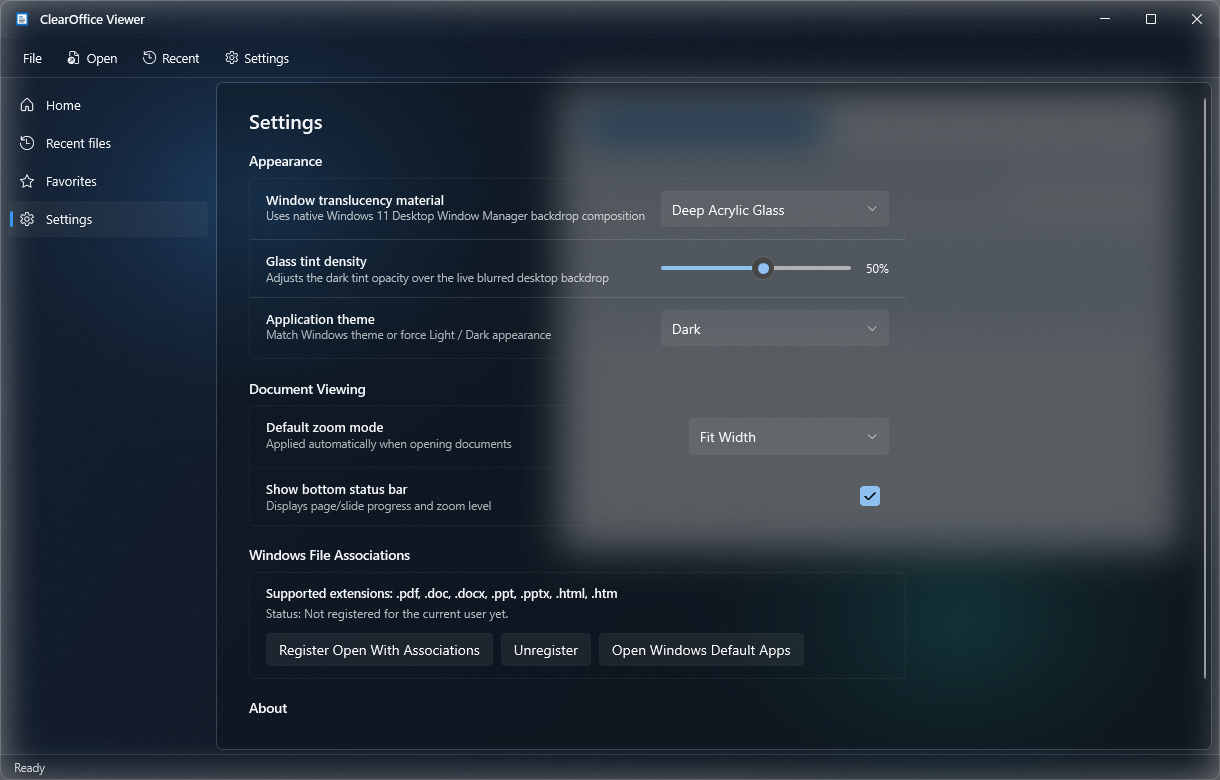 ClearOffice Viewer
File
Open
Recent
Settings
Home
Recent files
Favorites
Settings
Settings
Appearance
Window translucency material
Uses native Windows 11 Desktop Window Manager backdrop composition
Deep Acrylic Glass
Glass tint density
Adjusts the dark tint opacity over the live blurred desktop backdrop
50%
Application theme
Match Windows theme or force Light / Dark appearance
Dark
Document Viewing
Default zoom mode
Applied automatically when opening documents
Fit Width
Show bottom status bar
Displays page/slide progress and zoom level
Windows File Associations
Supported extensions: .pdf, .doc, .docx, .ppt, .pptx, .html, .htm
Status: Not registered for the current user yet.
Register Open With Associations
Unregister
Open Windows Default Apps
About
Ready